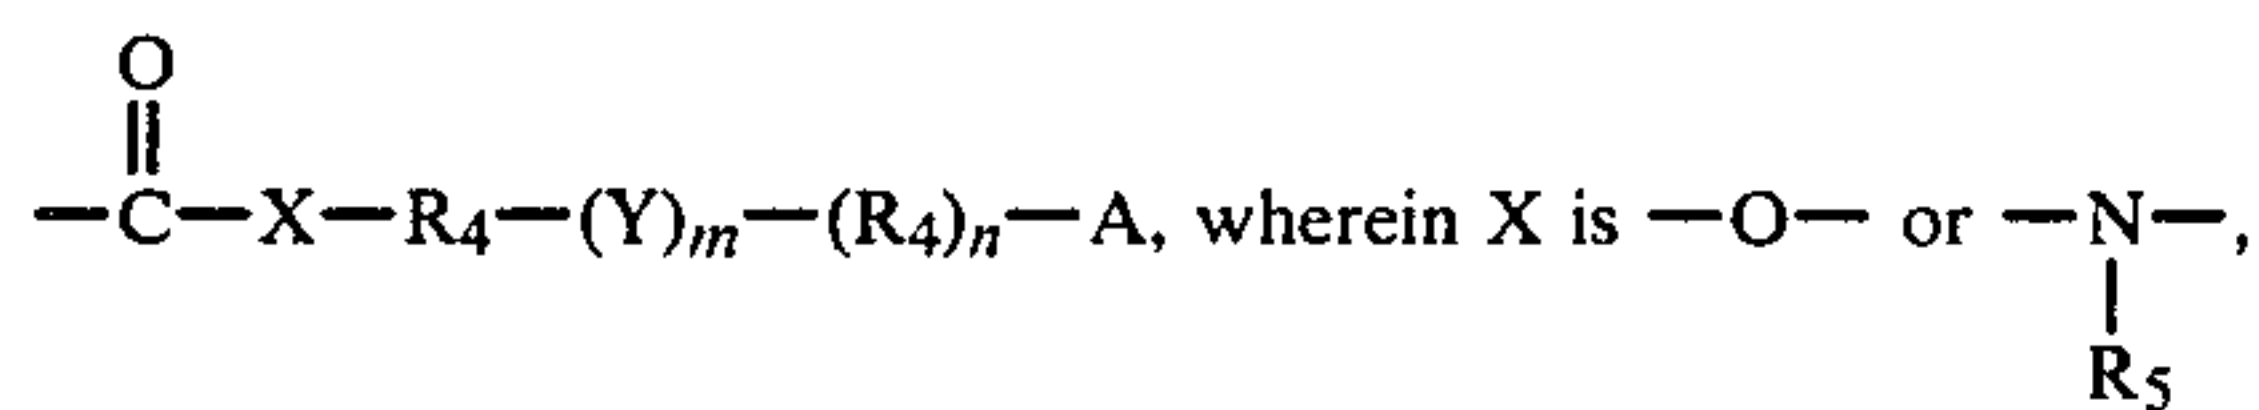 O
—C—X—R4—(Y)m—(R4)n—A, wherein X is —O— or —N—,
R5